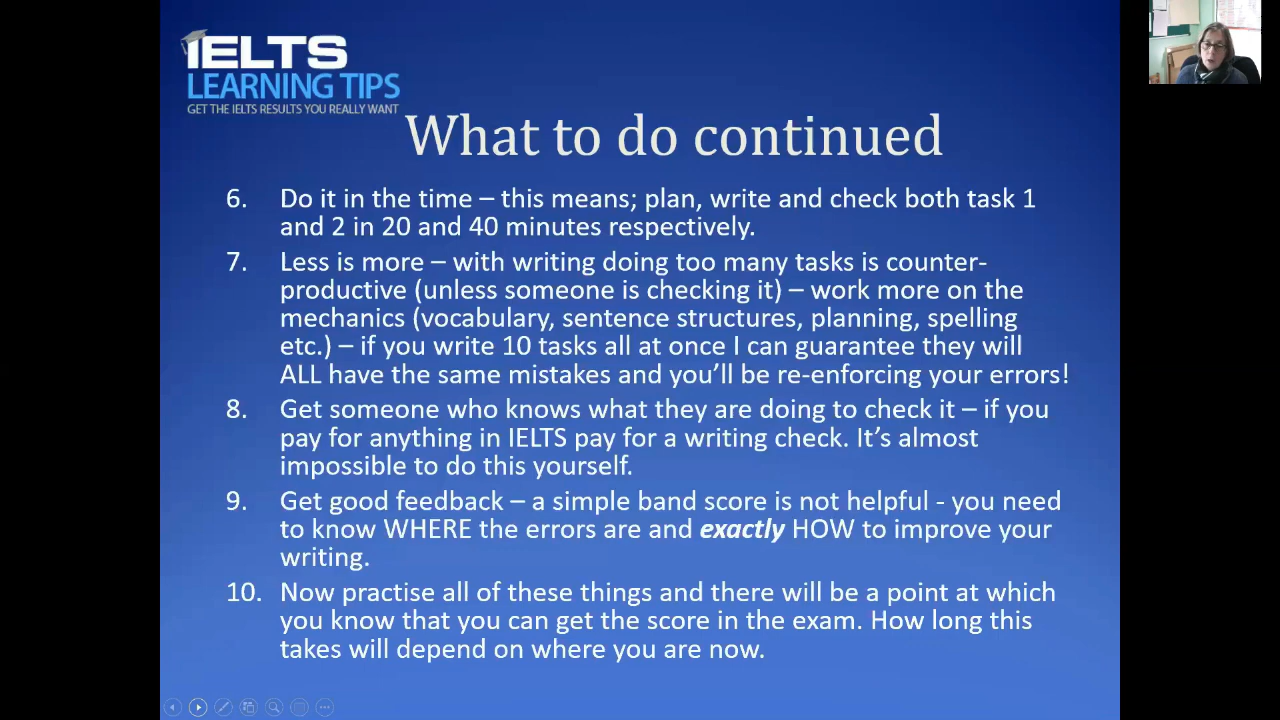 IELTS
LEARNING TIPS
GET THE IELTS RESULTS YOU REALLY WANT
What to do continued
6. Do it in the time – this means; plan, write and check both task 1
and 2 in 20 and 40 minutes respectively.
7. Less is more – with writing doing too many tasks is counter-
productive (unless someone is checking it) – work more on the
mechanics (vocabulary, sentence structures, planning, spelling
etc.) – if you write 10 tasks all at once I can guarantee they will
ALL have the same mistakes and you’ll be re-enforcing your errors!
8. Get someone who knows what they are doing to check it – if you
pay for anything in IELTS pay for a writing check. It’s almost
impossible to do this yourself.
9. Get good feedback – a simple band score is not helpful - you need
to know WHERE the errors are and exactly HOW to improve your
writing.
10. Now practise all of these things and there will be a point at which
you know that you can get the score in the exam. How long this
takes will depend on where you are now.